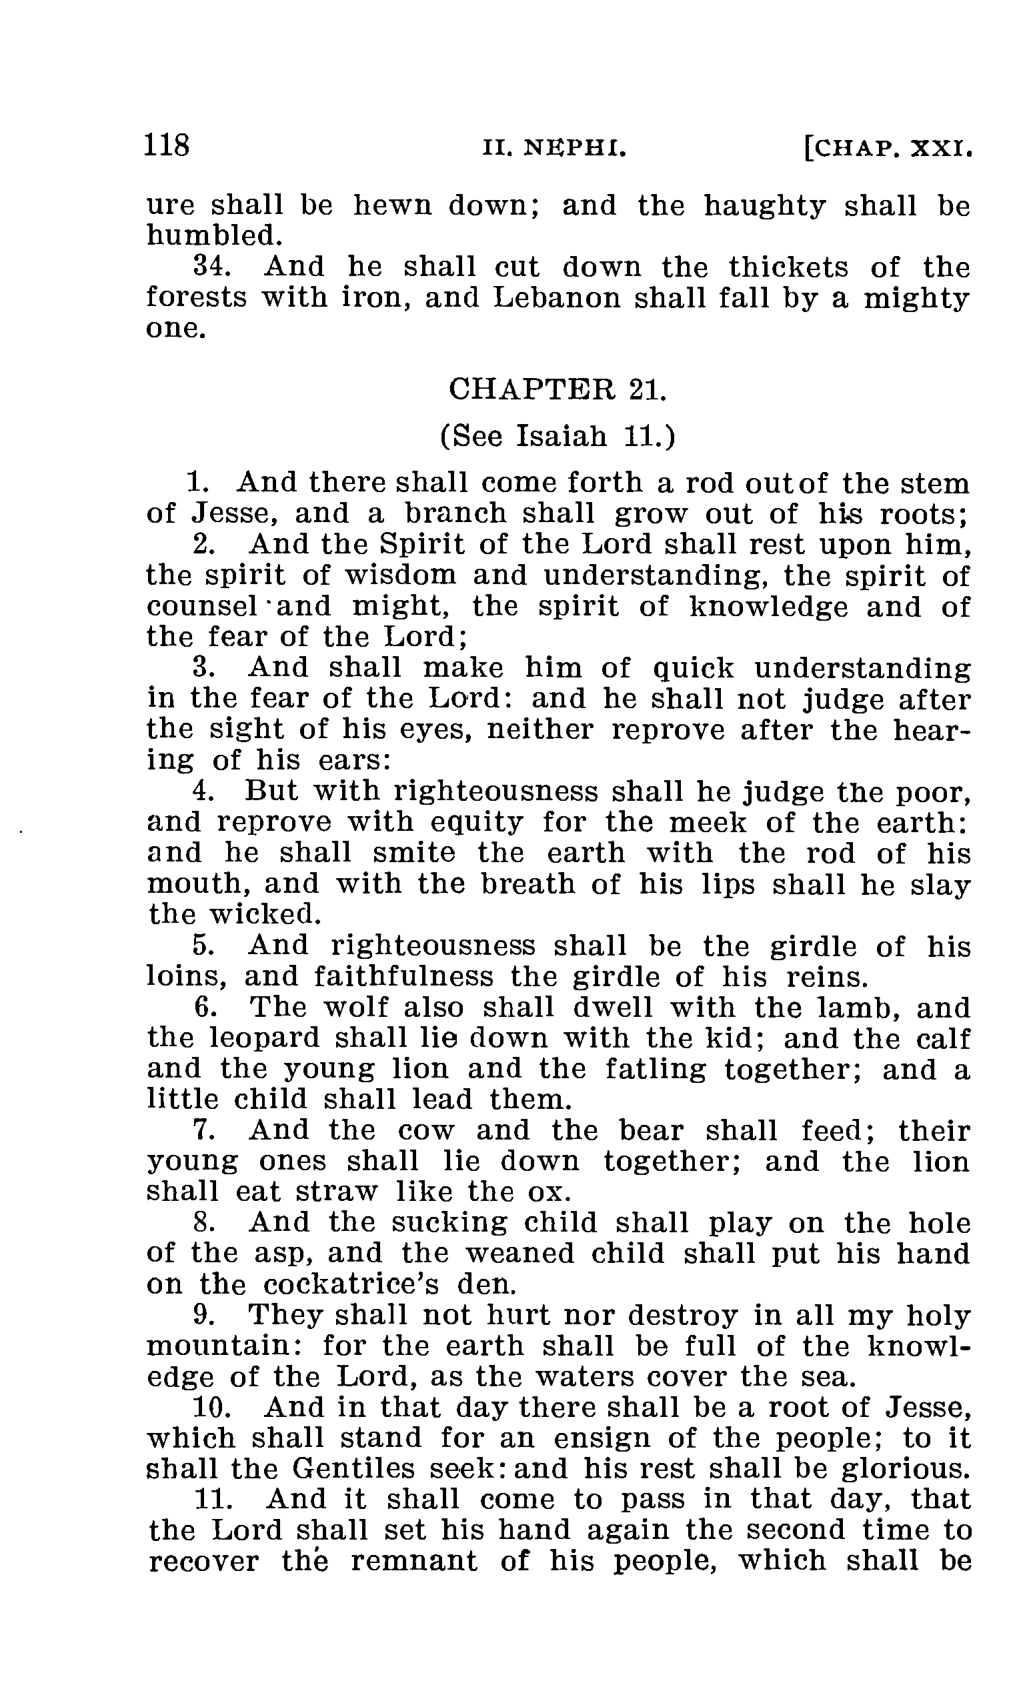 118 II. NEPHI. [CHAP. XXI.
ure shall be hewn down; and the haughty shall be
humbled.
34. And he shall cut down the thickets of the
forests with iron, and Lebanon shall fall by a mighty
one.
CHAPTER 21.
(See Isaiah 11.)
1. And there shall come forth a rod out of the stem
of Jesse, and a branch shall grow out of his roots;
2. And the Spirit of the Lord shall rest upon him,
the spirit of wisdom and understanding, the spirit of
counsel and might, the spirit of knowledge and of
the fear of the Lord;
3. And shall make him of quick understanding
in the fear of the Lord: and he shall not judge after
the sight of his eyes, neither reprove after the hear-
ing of his ears:
4. But with righteousness shall he judge the poor,
and reprove with equity for the meek of the earth:
and he shall smite the earth with the rod of his
mouth, and with the breath of his lips shall he slay
the wicked.
5. And righteousness shall be the girdle of his
loins, and faithfulness the girdle of his reins.
6. The wolf also shall dwell with the lamb, and
the leopard shall lie down with the kid; and the calf
and the young lion and the fatling together; and a
little child shall lead them.
7. And the cow and the bear shall feed; their
young ones shall lie down together; and the lion
shall eat straw like the ox.
8. And the sucking child shall play on the hole
of the asp, and the weaned child shall put his hand
on the cockatrice's den.
9. They shall not hurt nor destroy in all my holy
mountain: for the earth shall be full of the knowl-
edge of the Lord, as the waters cover the sea.
10. And in that day there shall be a root of Jesse,
which shall stand for an ensign of the people; to it
shall the Gentiles seek: and his rest shall be glorious.
11. And it shall come to pass in that day, that
the Lord shall set his hand again the second time to
recover the remnant of his people, which shall be